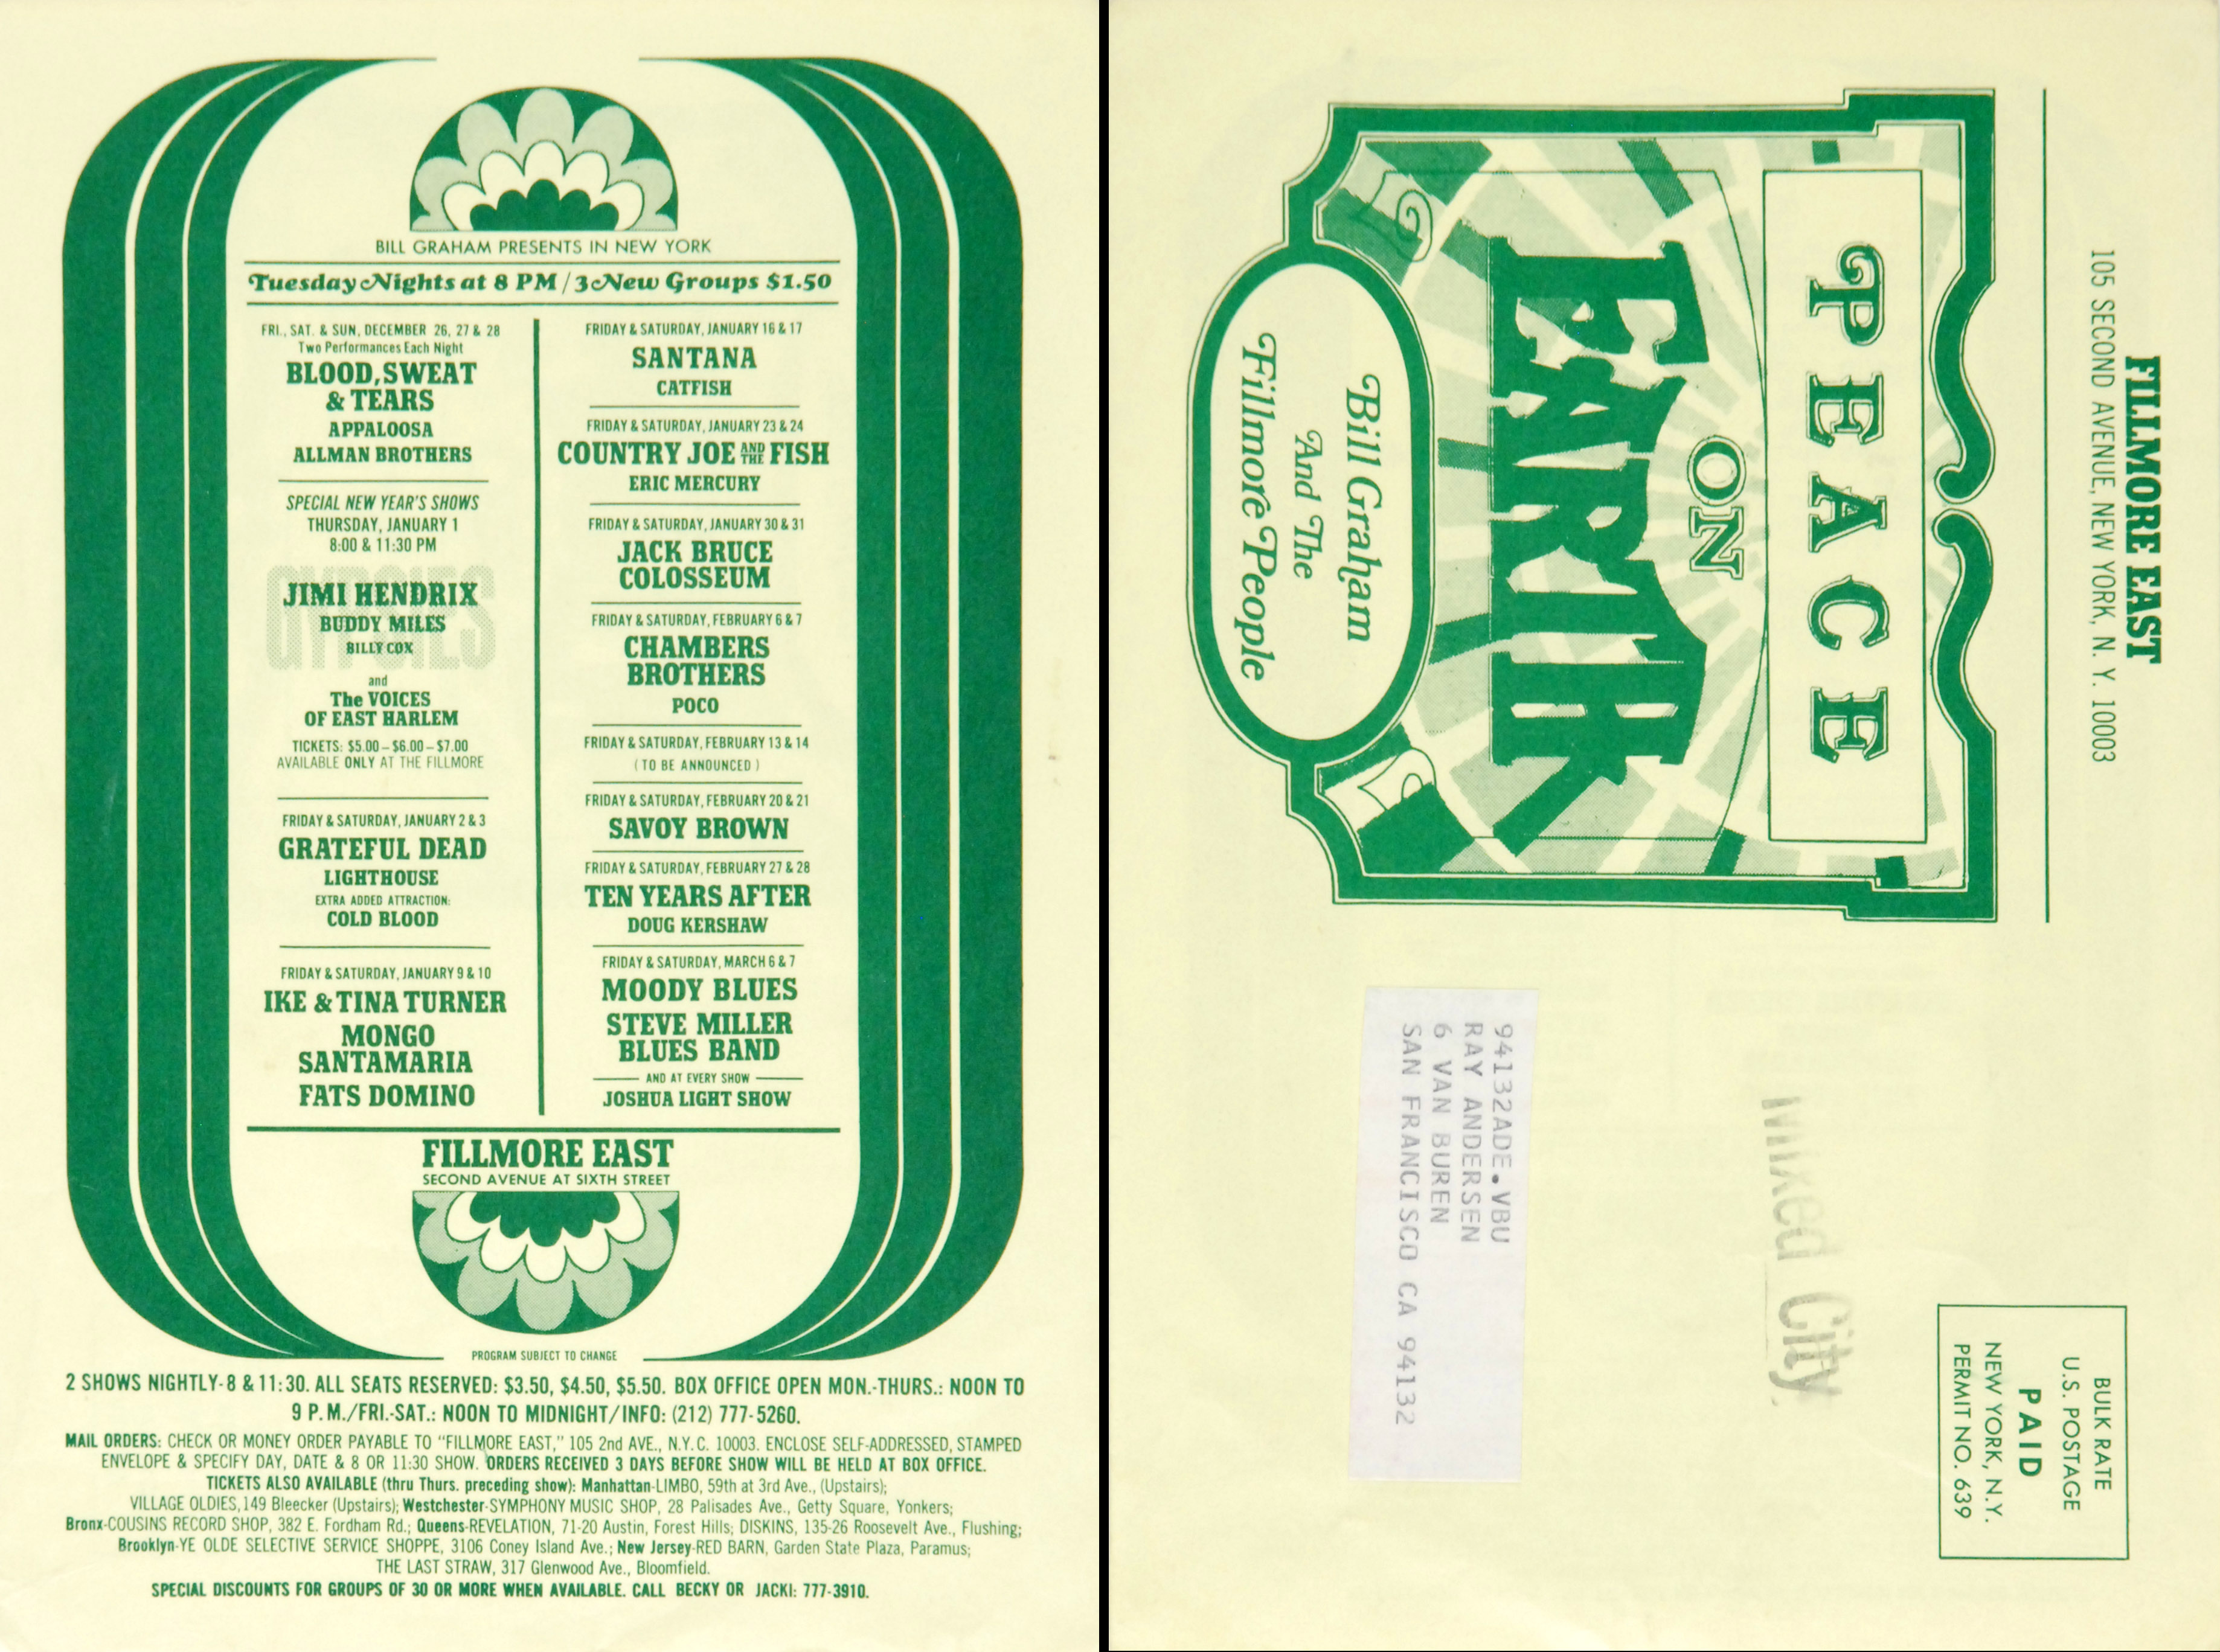 BILL GRAHAM PRESENTS IN NEW YORK
Tuesday Nights at 8 PM / 3 New Groups $1.50
FRI., SAT. & SUN., DECEMBER 26, 27 & 28
Two Performances Each Night
BLOOD, SWEAT
& TEARS
APPALOOSA
ALLMAN BROTHERS
SPECIAL NEW YEAR'S SHOWS
THURSDAY, JANUARY 1
8:00 & 11:30 PM
GYPSIES
JIMI HENDRIX
BUDDY MILES
BILLY COX
and
The VOICES
OF EAST HARLEM
TICKETS: $5.00–$6.00–$7.00
AVAILABLE ONLY AT THE FILLMORE
FRIDAY & SATURDAY, JANUARY 2 & 3
GRATEFUL DEAD
LIGHTHOUSE
EXTRA ADDED ATTRACTION:
COLD BLOOD
FRIDAY & SATURDAY, JANUARY 9 & 10
IKE & TINA TURNER
MONGO
SANTAMARIA
FATS DOMINO
FRIDAY & SATURDAY, JANUARY 16 & 17
SANTANA
CATFISH
FRIDAY & SATURDAY, JANUARY 23 & 24
COUNTRY JOE AND THE FISH
ERIC MERCURY
FRIDAY & SATURDAY, JANUARY 30 & 31
JACK BRUCE
COLOSSEUM
FRIDAY & SATURDAY, FEBRUARY 6 & 7
CHAMBERS
BROTHERS
POCO
FRIDAY & SATURDAY, FEBRUARY 13 & 14
(TO BE ANNOUNCED)
FRIDAY & SATURDAY, FEBRUARY 20 & 21
SAVOY BROWN
FRIDAY & SATURDAY, FEBRUARY 27 & 28
TEN YEARS AFTER
DOUG KERSHAW
FRIDAY & SATURDAY, MARCH 6 & 7
MOODY BLUES
STEVE MILLER
BLUES BAND
AND AT EVERY SHOW
JOSHUA LIGHT SHOW
FILLMORE EAST
SECOND AVENUE AT SIXTH STREET
PROGRAM SUBJECT TO CHANGE
2 SHOWS NIGHTLY-8 & 11:30. ALL SEATS RESERVED: $3.50, $4.50, $5.50. BOX OFFICE OPEN MON.-THURS.: NOON TO
9 P.M./FRI.-SAT.: NOON TO MIDNIGHT/INFO: (212) 777-5260.
MAIL ORDERS: CHECK OR MONEY ORDER PAYABLE TO "FILLMORE EAST," 105 2nd AVE., N.Y.C. 10003. ENCLOSE SELF-ADDRESSED, STAMPED
ENVELOPE & SPECIFY DAY, DATE & 8 OR 11:30 SHOW. ORDERS RECEIVED 3 DAYS BEFORE SHOW WILL BE HELD AT BOX OFFICE.
TICKETS ALSO AVAILABLE (thru Thurs. preceding show): Manhattan-LIMBO, 59th at 3rd Ave., (Upstairs);
VILLAGE OLDIES, 149 Bleecker (Upstairs); Westchester-SYMPHONY MUSIC SHOP, 28 Palisades Ave., Getty Square, Yonkers;
Bronx-COUSINS RECORD SHOP, 382 E. Fordham Rd.; Queens-REVELATION, 71-20 Austin, Forest Hills; DISKINS, 135-26 Roosevelt Ave., Flushing;
Brooklyn-YE OLDE SELECTIVE SERVICE SHOPPE, 3106 Coney Island Ave.; New Jersey-RED BARN, Garden State Plaza, Paramus;
THE LAST STRAW, 317 Glenwood Ave., Bloomfield.
SPECIAL DISCOUNTS FOR GROUPS OF 30 OR MORE WHEN AVAILABLE. CALL BECKY OR JACKI: 777-3910.
FILLMORE EAST
105 SECOND AVENUE, NEW YORK, N. Y. 10003
PEACE
ON
EARTH
Bill Graham
And The
Fillmore People
BULK RATE
U.S. POSTAGE
PAID
NEW YORK, N.Y.
PERMIT NO. 639
Mixed City
94132ADE•VBU
RAY ANDERSEN
6 VAN BUREN
SAN FRANCISCO CA 94132